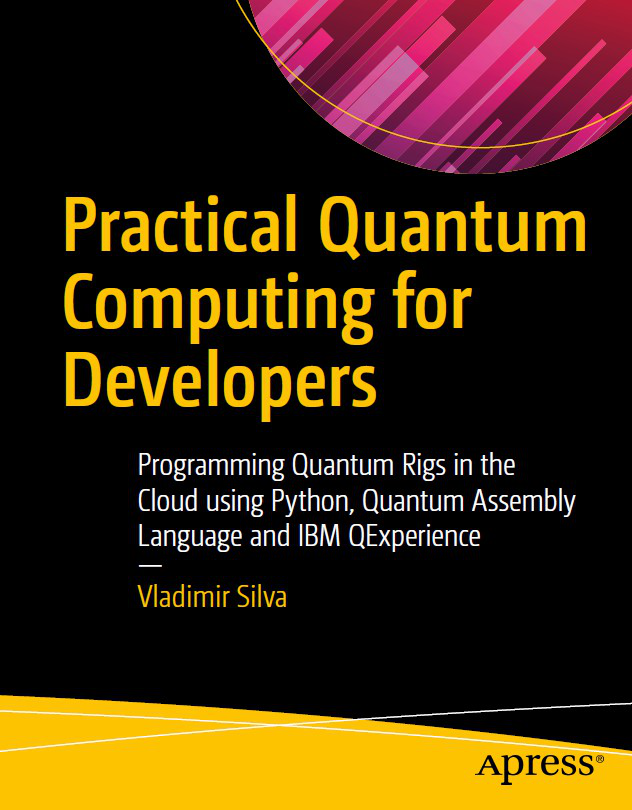 Practical Quantum
Computing for
Developers
Programming Quantum Rigs in the
Cloud using Python, Quantum Assembly
Language and IBM QExperience
—
Vladimir Silva
Apress®